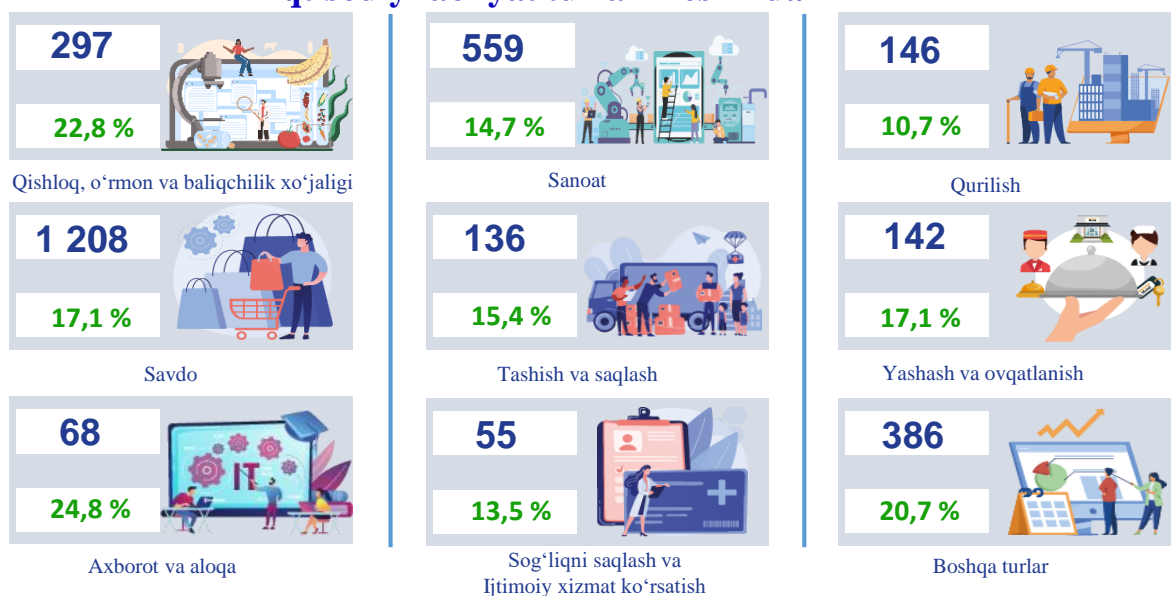 297
22,8 %
Qishloq, o‘rmon va baliqchilik xo‘jaligi
559
14,7 %
Sanoat
146
10,7 %
Qurilish
1 208
17,1 %
Savdo
136
15,4 %
Tashish va saqlash
142
17,1 %
Yashash va ovqatlanish
68
IT
24,8 %
Axborot va aloqa
55
13,5 %
Sog‘liqni saqlash va
Ijtimoiy xizmat ko‘rsatish
386
20,7 %
Boshqa turlar